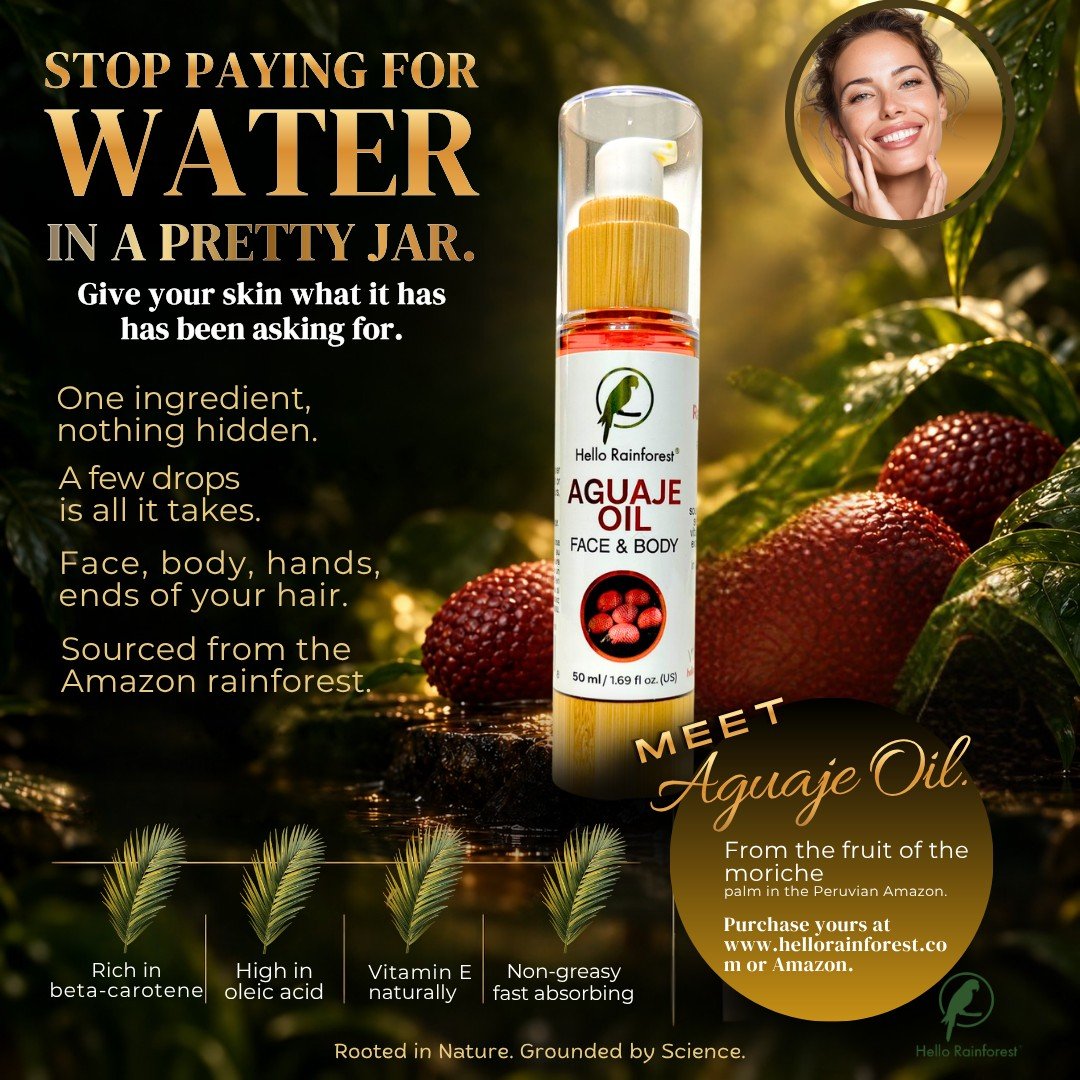 STOP PAYING FOR
WATER
IN A PRETTY JAR.
Give your skin what it has
has been asking for.
One ingredient,
nothing hidden.
A few drops
is all it takes.
Face, body, hands,
ends of your hair.
Sourced from the
Amazon rainforest.
Hello Rainforest®
AGUAJE
OIL
FACE & BODY
50 ml / 1.69 fl oz. (US)
MEET
Aguaje Oil.
From the fruit of the
moriche
palm in the Peruvian Amazon.
Purchase yours at
www.hellorainforest.co
m or Amazon.
Rich in
beta-carotene
High in
oleic acid
Vitamin E
naturally
Non-greasy
fast absorbing
Rooted in Nature. Grounded by Science.
Hello Rainforest